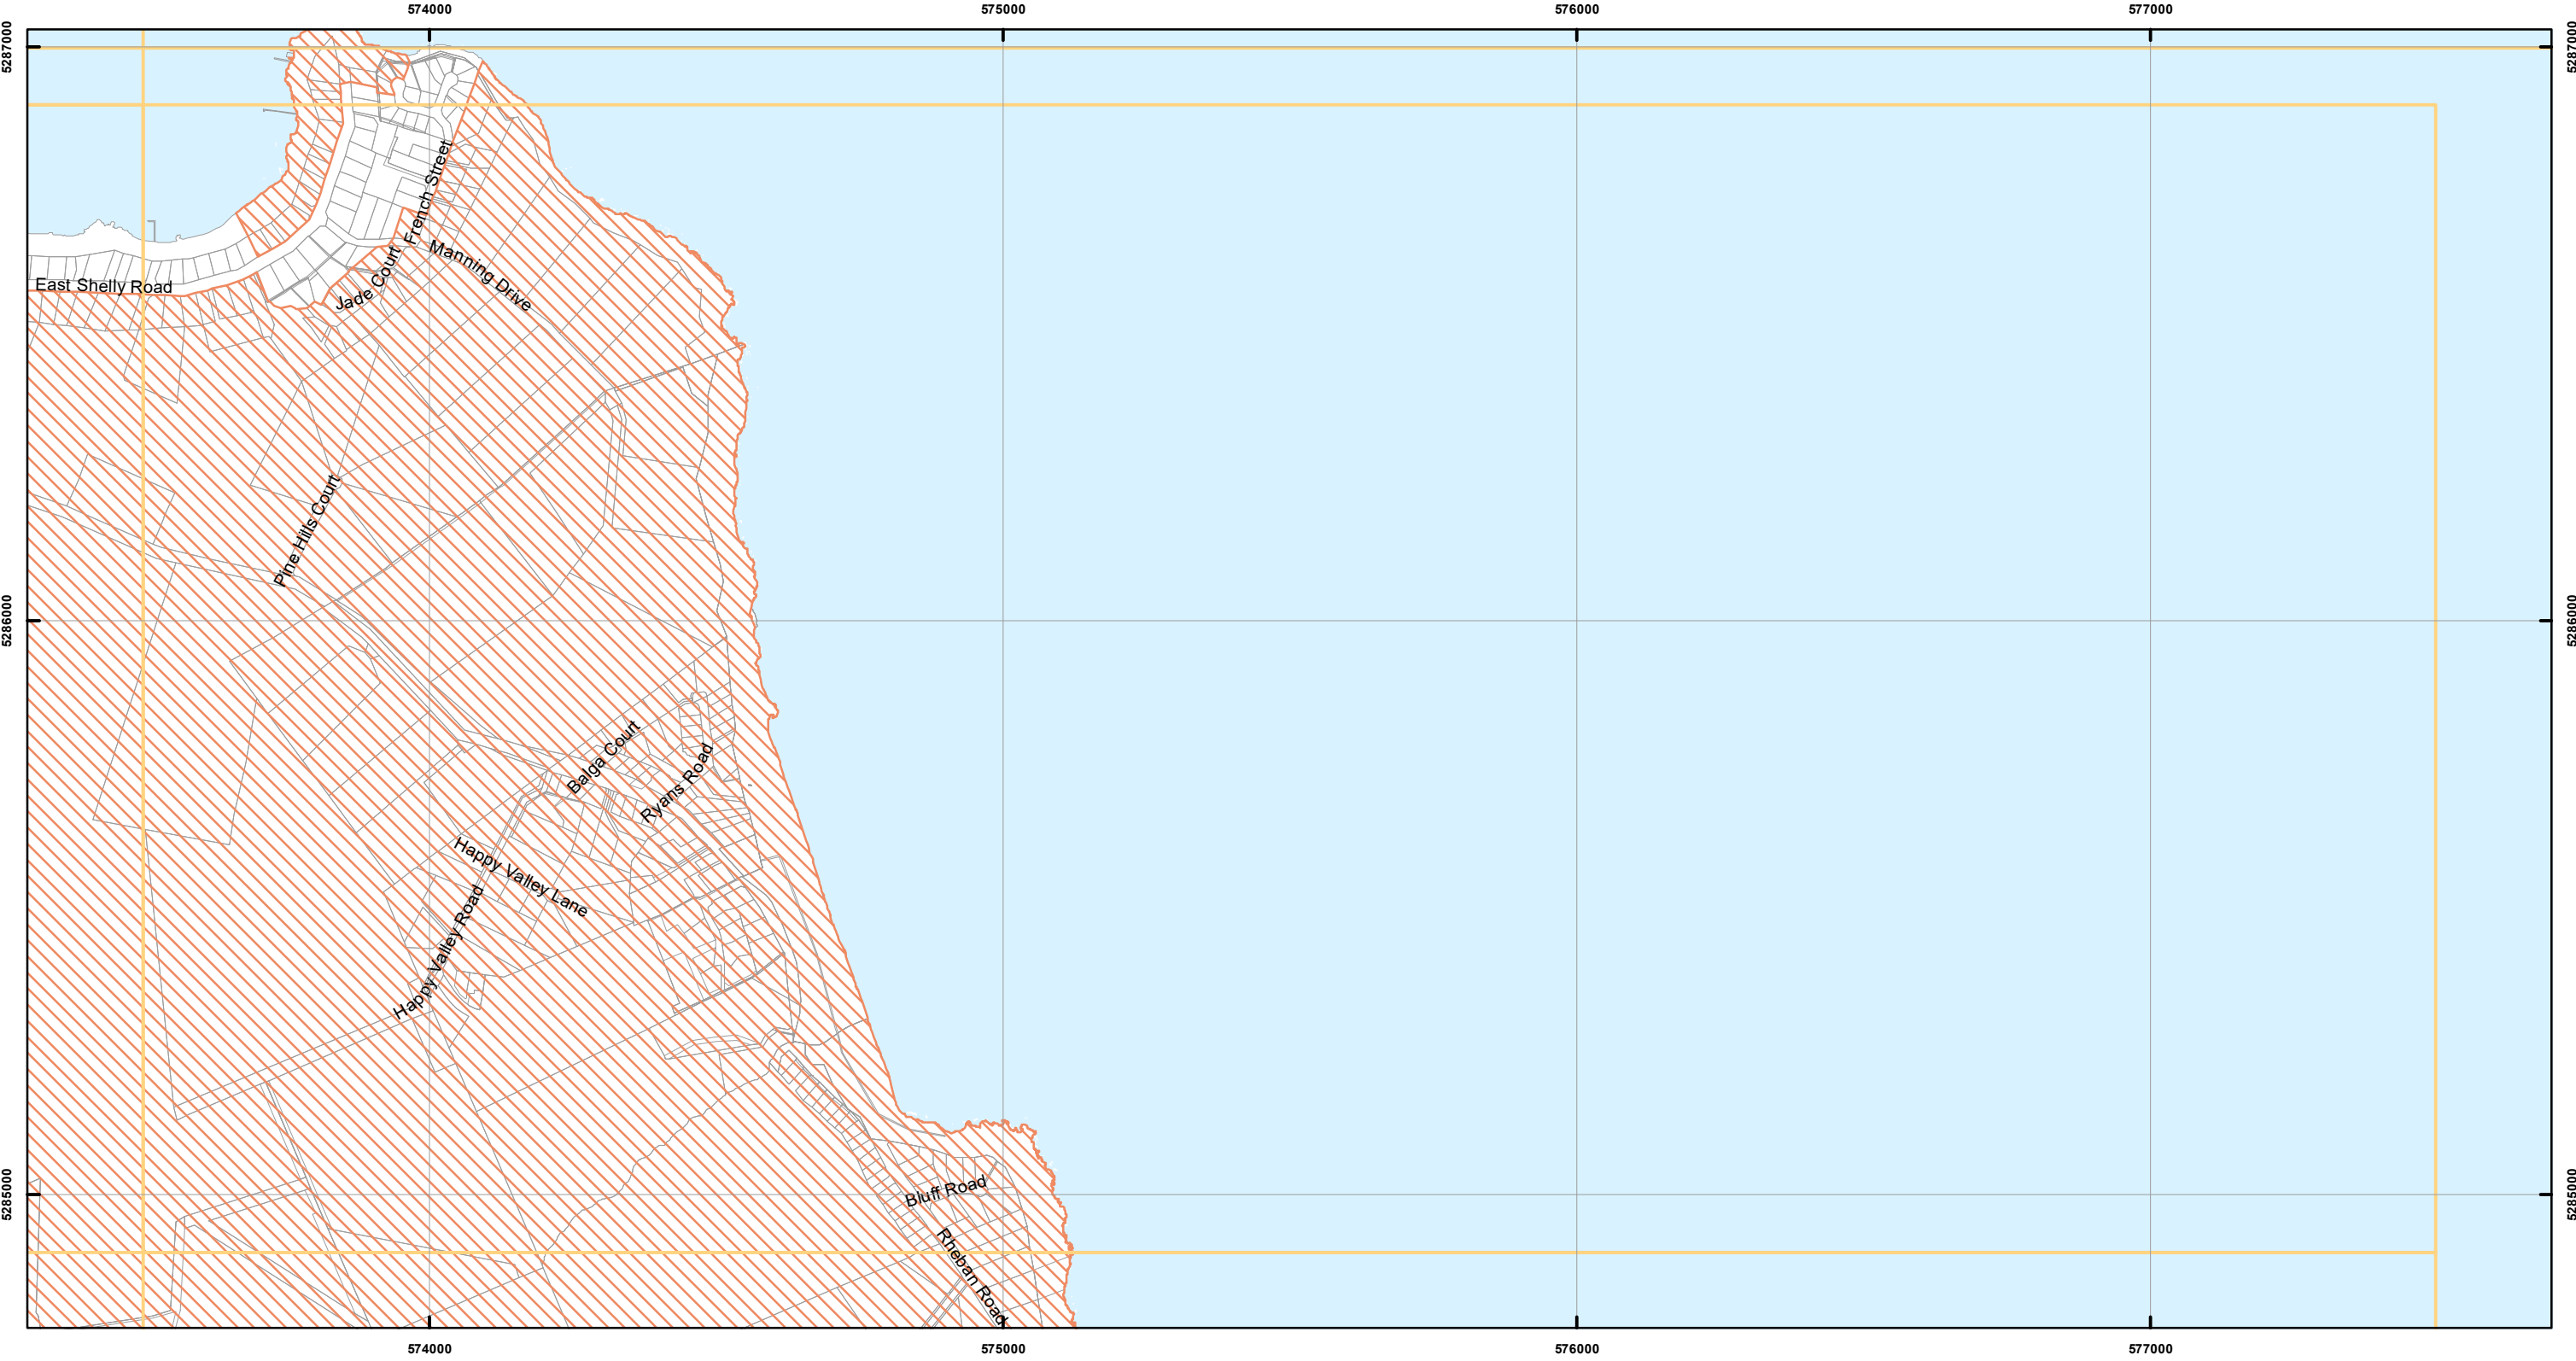 574000 575000 576000 577000
5287000 5287000
French Street
Manning Drive
Jade Court
East Shelly Road
Pine Hills Court
5286000 5286000
Balga Court
Ryans Road
Happy Valley Lane
Happy Valley Road
5285000 5285000
Bluff Road
Rheban Road
574000 575000 576000 577000